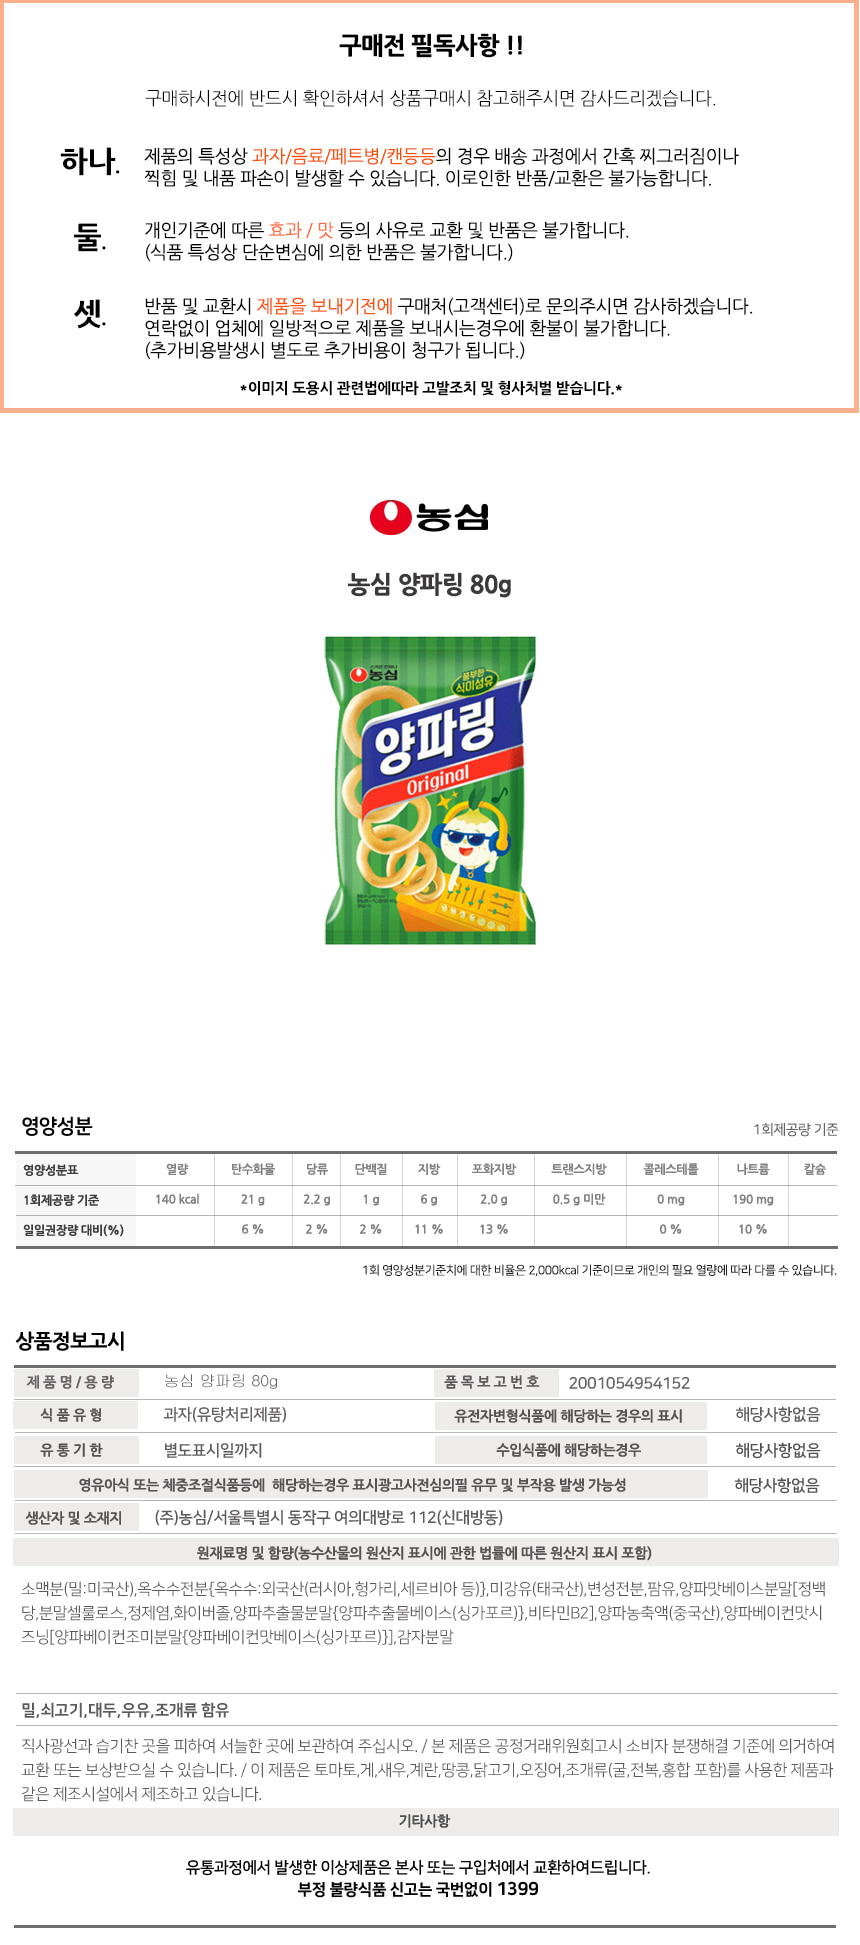 구매전 필독사항 !!
구매하시전에 반드시 확인하셔서 상품구매시 참고해주시면 감사드리겠습니다.
하나. 제품의 특성상 과자/음료/페트병/캔등등의 경우 배송 과정에서 간혹 찌그러짐이나
찍힘 및 내품 파손이 발생할 수 있습니다. 이로인한 반품/교환은 불가능합니다.
둘. 개인기준에 따른 효과 / 맛 등의 사유로 교환 및 반품은 불가합니다.
(식품 특성상 단순변심에 의한 반품은 불가합니다.)
셋. 반품 및 교환시 제품을 보내기전에 구매처(고객센터)로 문의주시면 감사하겠습니다.
연락없이 업체에 일방적으로 제품을 보내시는경우에 환불이 불가합니다.
(추가비용발생시 별도로 추가비용이 청구가 됩니다.)
*이미지 도용시 관련법에따라 고발조치 및 형사처벌 받습니다.*
농심
농심 양파링 80g
농심
풍부한
식이섬유
양파링
Original
영양성분
1회제공량 기준
영양성분표 열량 탄수화물 당류 단백질 지방 포화지방 트랜스지방 콜레스테롤 나트륨 칼슘
1회제공량 기준 140 kcal 21 g 2.2 g 1 g 6 g 2.0 g 0.5 g 미만 0 mg 190 mg
일일권장량 대비(%) 6 % 2 % 2 % 11 % 13 % 0 % 10 %
1회 영양성분기준치에 대한 비율은 2,000kcal 기준이므로 개인의 필요 열량에 따라 다를 수 있습니다.
상품정보고시
제 품 명 / 용 량 농심 양파링 80g 품 목 보 고 번 호 2001054954152
식 품 유 형 과자(유탕처리제품) 유전자변형식품에 해당하는 경우의 표시 해당사항없음
유 통 기 한 별도표시일까지 수입식품에 해당하는경우 해당사항없음
영유아식 또는 체중조절식품등에 해당하는경우 표시광고사전심의필 유무 및 부작용 발생 가능성 해당사항없음
생산자 및 소재지 (주)농심/서울특별시 동작구 여의대방로 112(신대방동)
원재료명 및 함량(농수산물의 원산지 표시에 관한 법률에 따른 원산지 표시 포함)
소맥분(밀:미국산),옥수수전분{옥수수:외국산(러시아,헝가리,세르비아 등)},미강유(태국산),변성전분,팜유,양파맛베이스분말[정백
당,분말셀룰로스,정제염,화이버졸,양파추출물분말{양파추출물베이스(싱가포르)},비타민B2],양파농축액(중국산),양파베이컨맛시
즈닝[양파베이컨조미분말{양파베이컨맛베이스(싱가포르)}],감자분말
밀,쇠고기,대두,우유,조개류 함유
직사광선과 습기찬 곳을 피하여 서늘한 곳에 보관하여 주십시오. / 본 제품은 공정거래위원회고시 소비자 분쟁해결 기준에 의거하여
교환 또는 보상받으실 수 있습니다. / 이 제품은 토마토,게,새우,계란,땅콩,닭고기,오징어,조개류(굴,전복,홍합 포함)를 사용한 제품과
같은 제조시설에서 제조하고 있습니다.
기타사항
유통과정에서 발생한 이상제품은 본사 또는 구입처에서 교환하여드립니다.
부정 불량식품 신고는 국번없이 1399